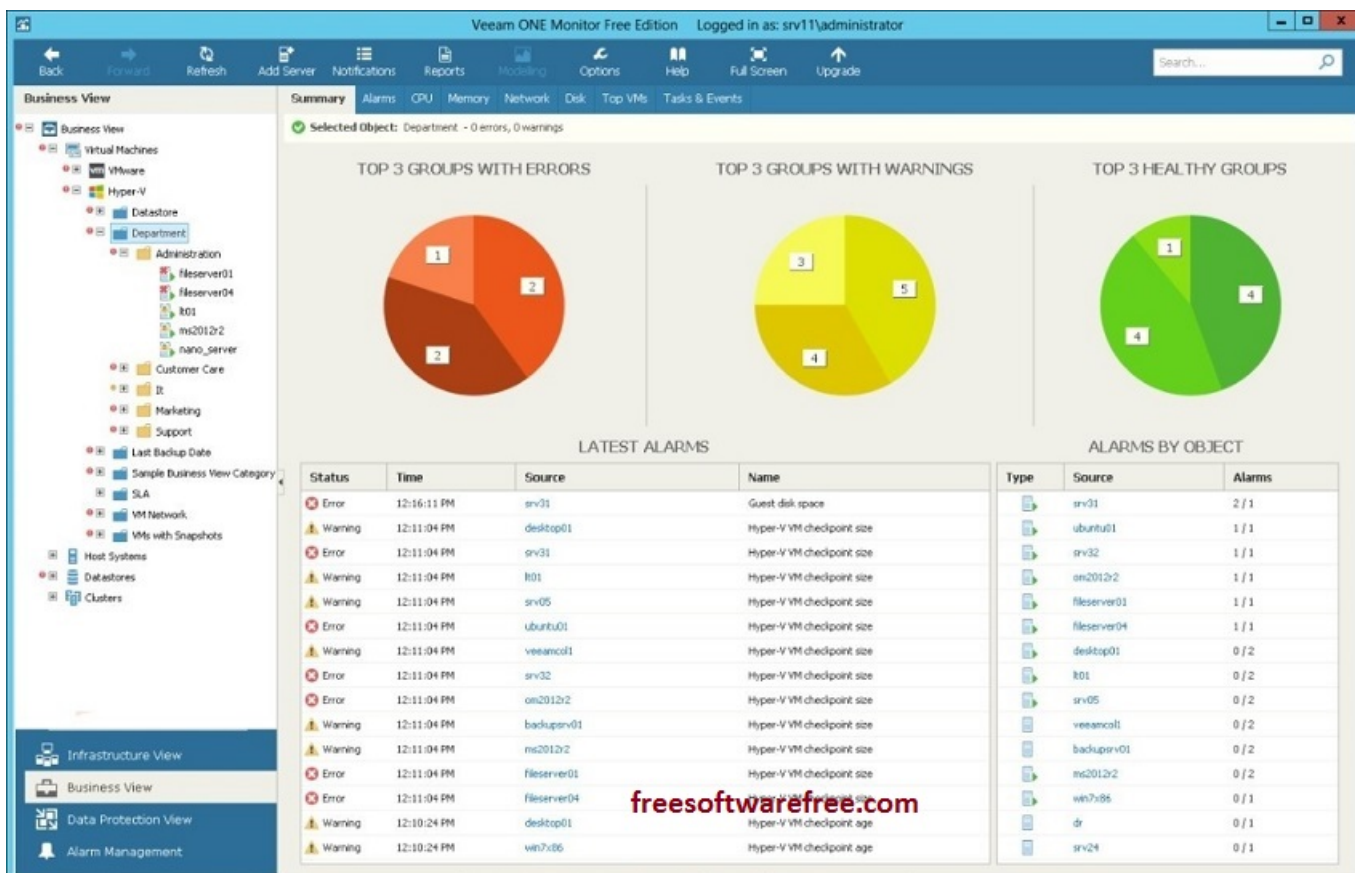 Veeam ONE Monitor Free Edition Logged in as: srv11\administrator
Back Forward Refresh Add Server Notifications Reports Modeling Options Help Full Screen Upgrade Search...
Business View
Summary Alarms CPU Memory Network Disk Top VMs Tasks & Events
Selected Object: Department - 0 errors, 0 warnings
Business View
Virtual Machines
vm VMware
Hyper-V
Datastore
Department
Administration
fileserver01
fileserver04
lt01
ms2012r2
nano_server
Customer Care
It
Marketing
Support
Last Backup Date
Sample Business View Category
SLA
VM Network
VMs with Snapshots
Host Systems
Datastores
Clusters
Infrastructure View
Business View
Data Protection View
Alarm Management
TOP 3 GROUPS WITH ERRORS
1
2
2
TOP 3 GROUPS WITH WARNINGS
3
5
4
TOP 3 HEALTHY GROUPS
1
4
4
LATEST ALARMS
Status Time Source Name
Error 12:16:11 PM srv31 Guest disk space
Warning 12:11:04 PM desktop01 Hyper-V VM checkpoint size
Error 12:11:04 PM srv31 Hyper-V VM checkpoint size
Warning 12:11:04 PM lt01 Hyper-V VM checkpoint size
Warning 12:11:04 PM srv05 Hyper-V VM checkpoint size
Error 12:11:04 PM ubuntu01 Hyper-V VM checkpoint size
Warning 12:11:04 PM veeamcol1 Hyper-V VM checkpoint size
Error 12:11:04 PM srv32 Hyper-V VM checkpoint size
Error 12:11:04 PM om2012r2 Hyper-V VM checkpoint size
Warning 12:11:04 PM backupsrv01 Hyper-V VM checkpoint size
Warning 12:11:04 PM ms2012r2 Hyper-V VM checkpoint size
Error 12:11:04 PM fileserver01 Hyper-V VM checkpoint size
Error 12:11:04 PM fileserver04 Hyper-V VM checkpoint size
Warning 12:10:24 PM desktop01 Hyper-V VM checkpoint age
Warning 12:10:24 PM win7x86 Hyper-V VM checkpoint age
freesoftwarefree.com
ALARMS BY OBJECT
Type Source Alarms
srv31 2 / 1
ubuntu01 1 / 1
srv32 1 / 1
om2012r2 1 / 1
fileserver01 1 / 1
fileserver04 1 / 1
desktop01 0 / 2
lt01 0 / 2
srv05 0 / 2
veeamcol1 0 / 2
backupsrv01 0 / 2
ms2012r2 0 / 2
win7x86 0 / 1
dr 0 / 1
srv24 0 / 1